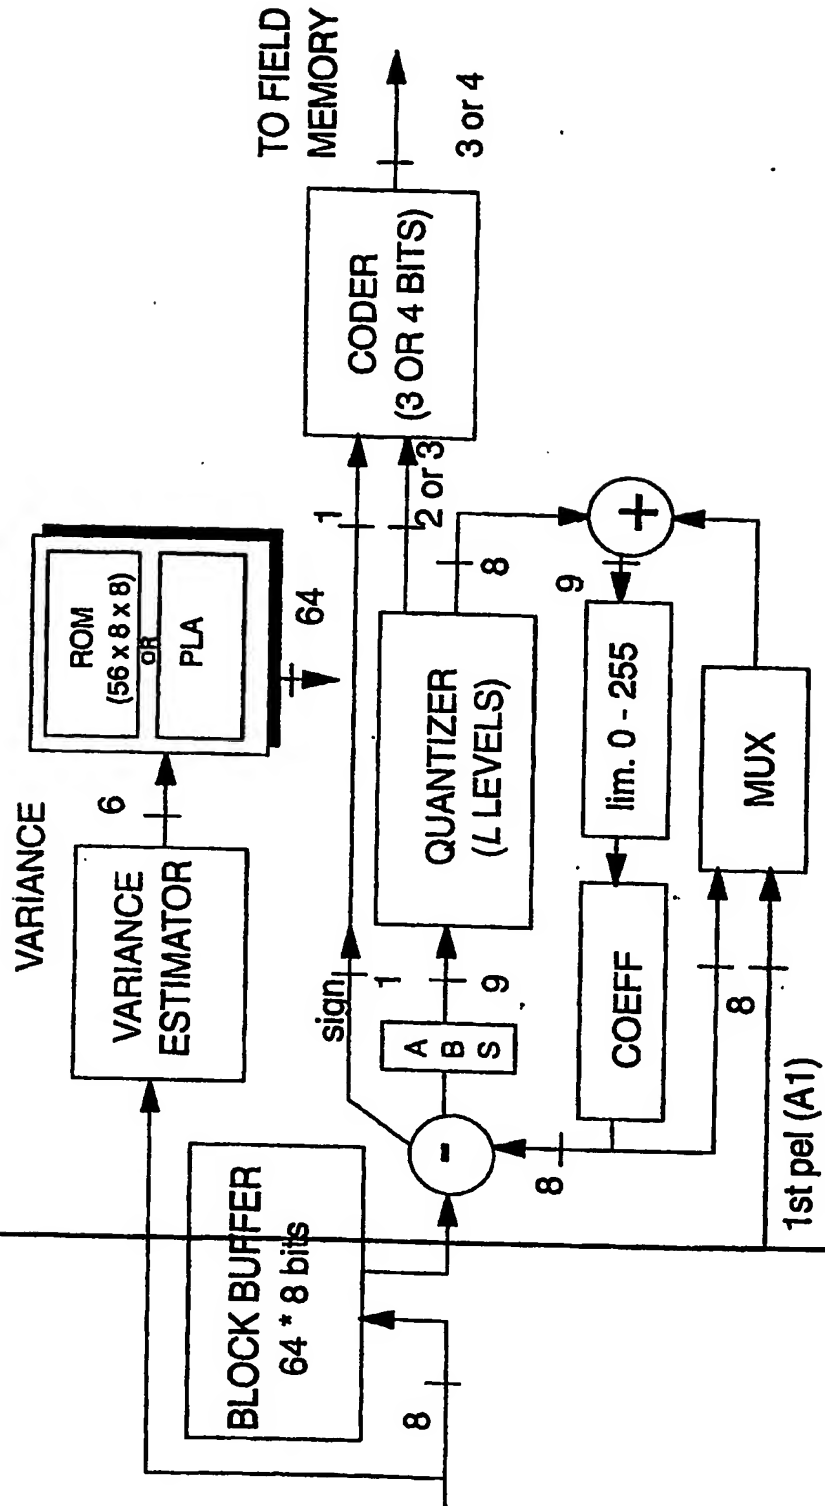 VARIANCE
VARIANCE
ESTIMATOR
6
ROM
(56 x 8 x 8)
OR
PLA
64
TO FIELD
MEMORY
3 or 4
CODER
(3 OR 4 BITS)
BLOCK BUFFER
64 * 8 bits
8
sign
1
1
-
A
B
S
9
QUANTIZER
(L LEVELS)
2 or 3
8
+
9
lim. 0 - 255
COEFF
8
MUX
8
1st pel (A1)